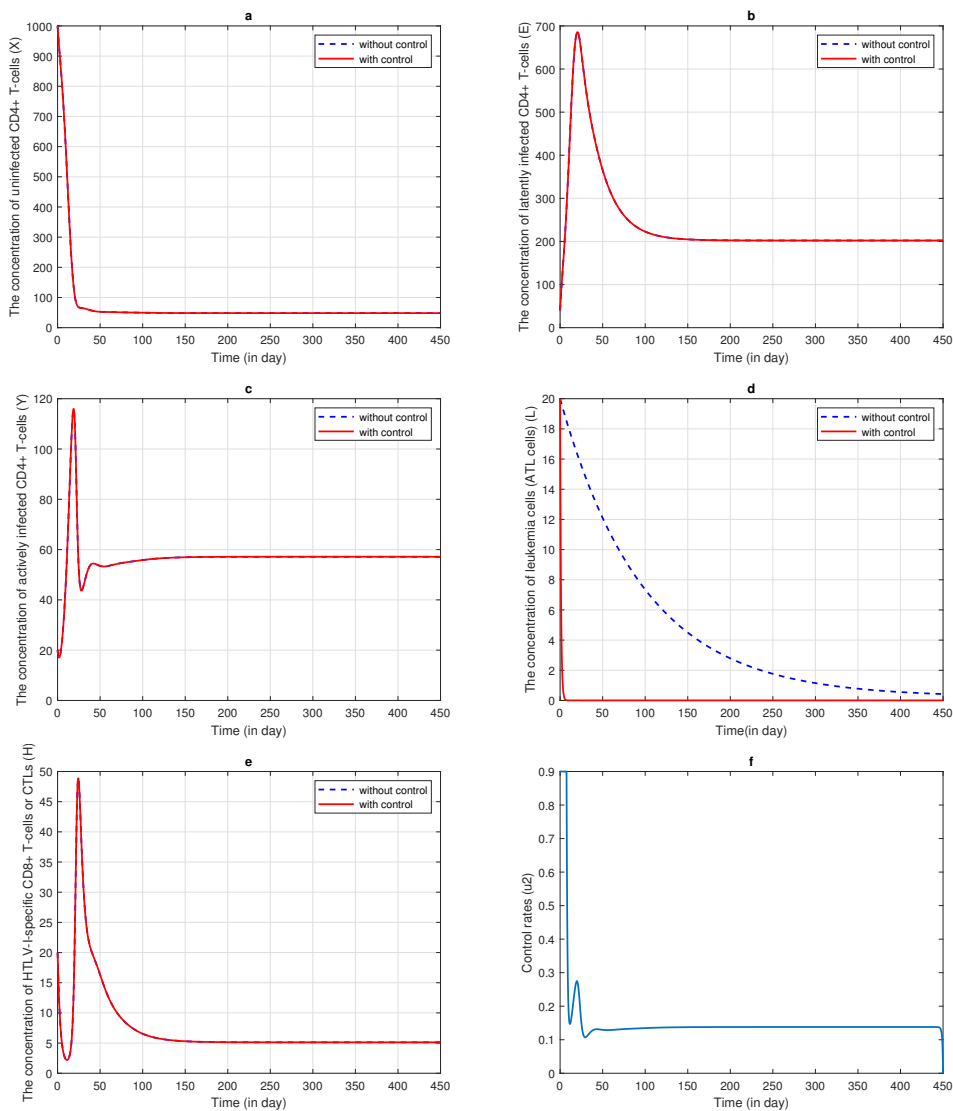 a
The concentration of uninfected CD4+ T-cells (X)
1000
900
800
700
600
500
400
300
200
100
0
0 50 100 150 200 250 300 350 400 450
Time (in day)
without control
with control
b
The concentration of latently infected CD4+ T-cells (E)
700
600
500
400
300
200
100
0
0 50 100 150 200 250 300 350 400 450
Time (in day)
without control
with control
c
The concentration of actively infected CD4+ T-cells (Y)
120
100
80
60
40
20
0
0 50 100 150 200 250 300 350 400 450
Time (in day)
without control
with control
d
The concentration of leukemia cells (ATL cells) (L)
20
18
16
14
12
10
8
6
4
2
0
0 50 100 150 200 250 300 350 400 450
Time(in day)
without control
with control
e
The concentration of HTLV-I-specific CD8+ T-cells or CTLs (H)
50
45
40
35
30
25
20
15
10
5
0
0 50 100 150 200 250 300 350 400 450
Time (in day)
without control
with control
f
Control rates (u2)
0.9
0.8
0.7
0.6
0.5
0.4
0.3
0.2
0.1
0
0 50 100 150 200 250 300 350 400 450
Time (in day)